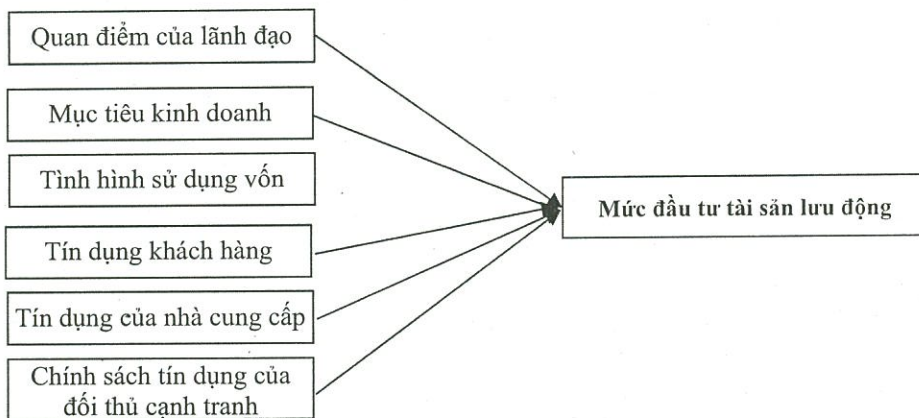 Quan điểm của lãnh đạo
Mục tiêu kinh doanh
Tình hình sử dụng vốn
Mức đầu tư tài sản lưu động
Tín dụng khách hàng
Tín dụng của nhà cung cấp
Chính sách tín dụng của
đối thủ cạnh tranh